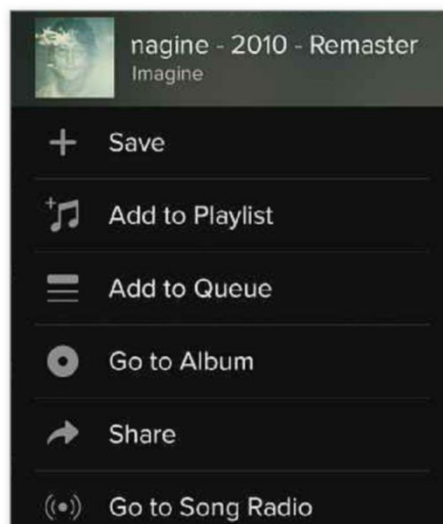 nagine - 2010 - Remaster
Imagine
Save
Add to Playlist
Add to Queue
Go to Album
Share
Go to Song Radio